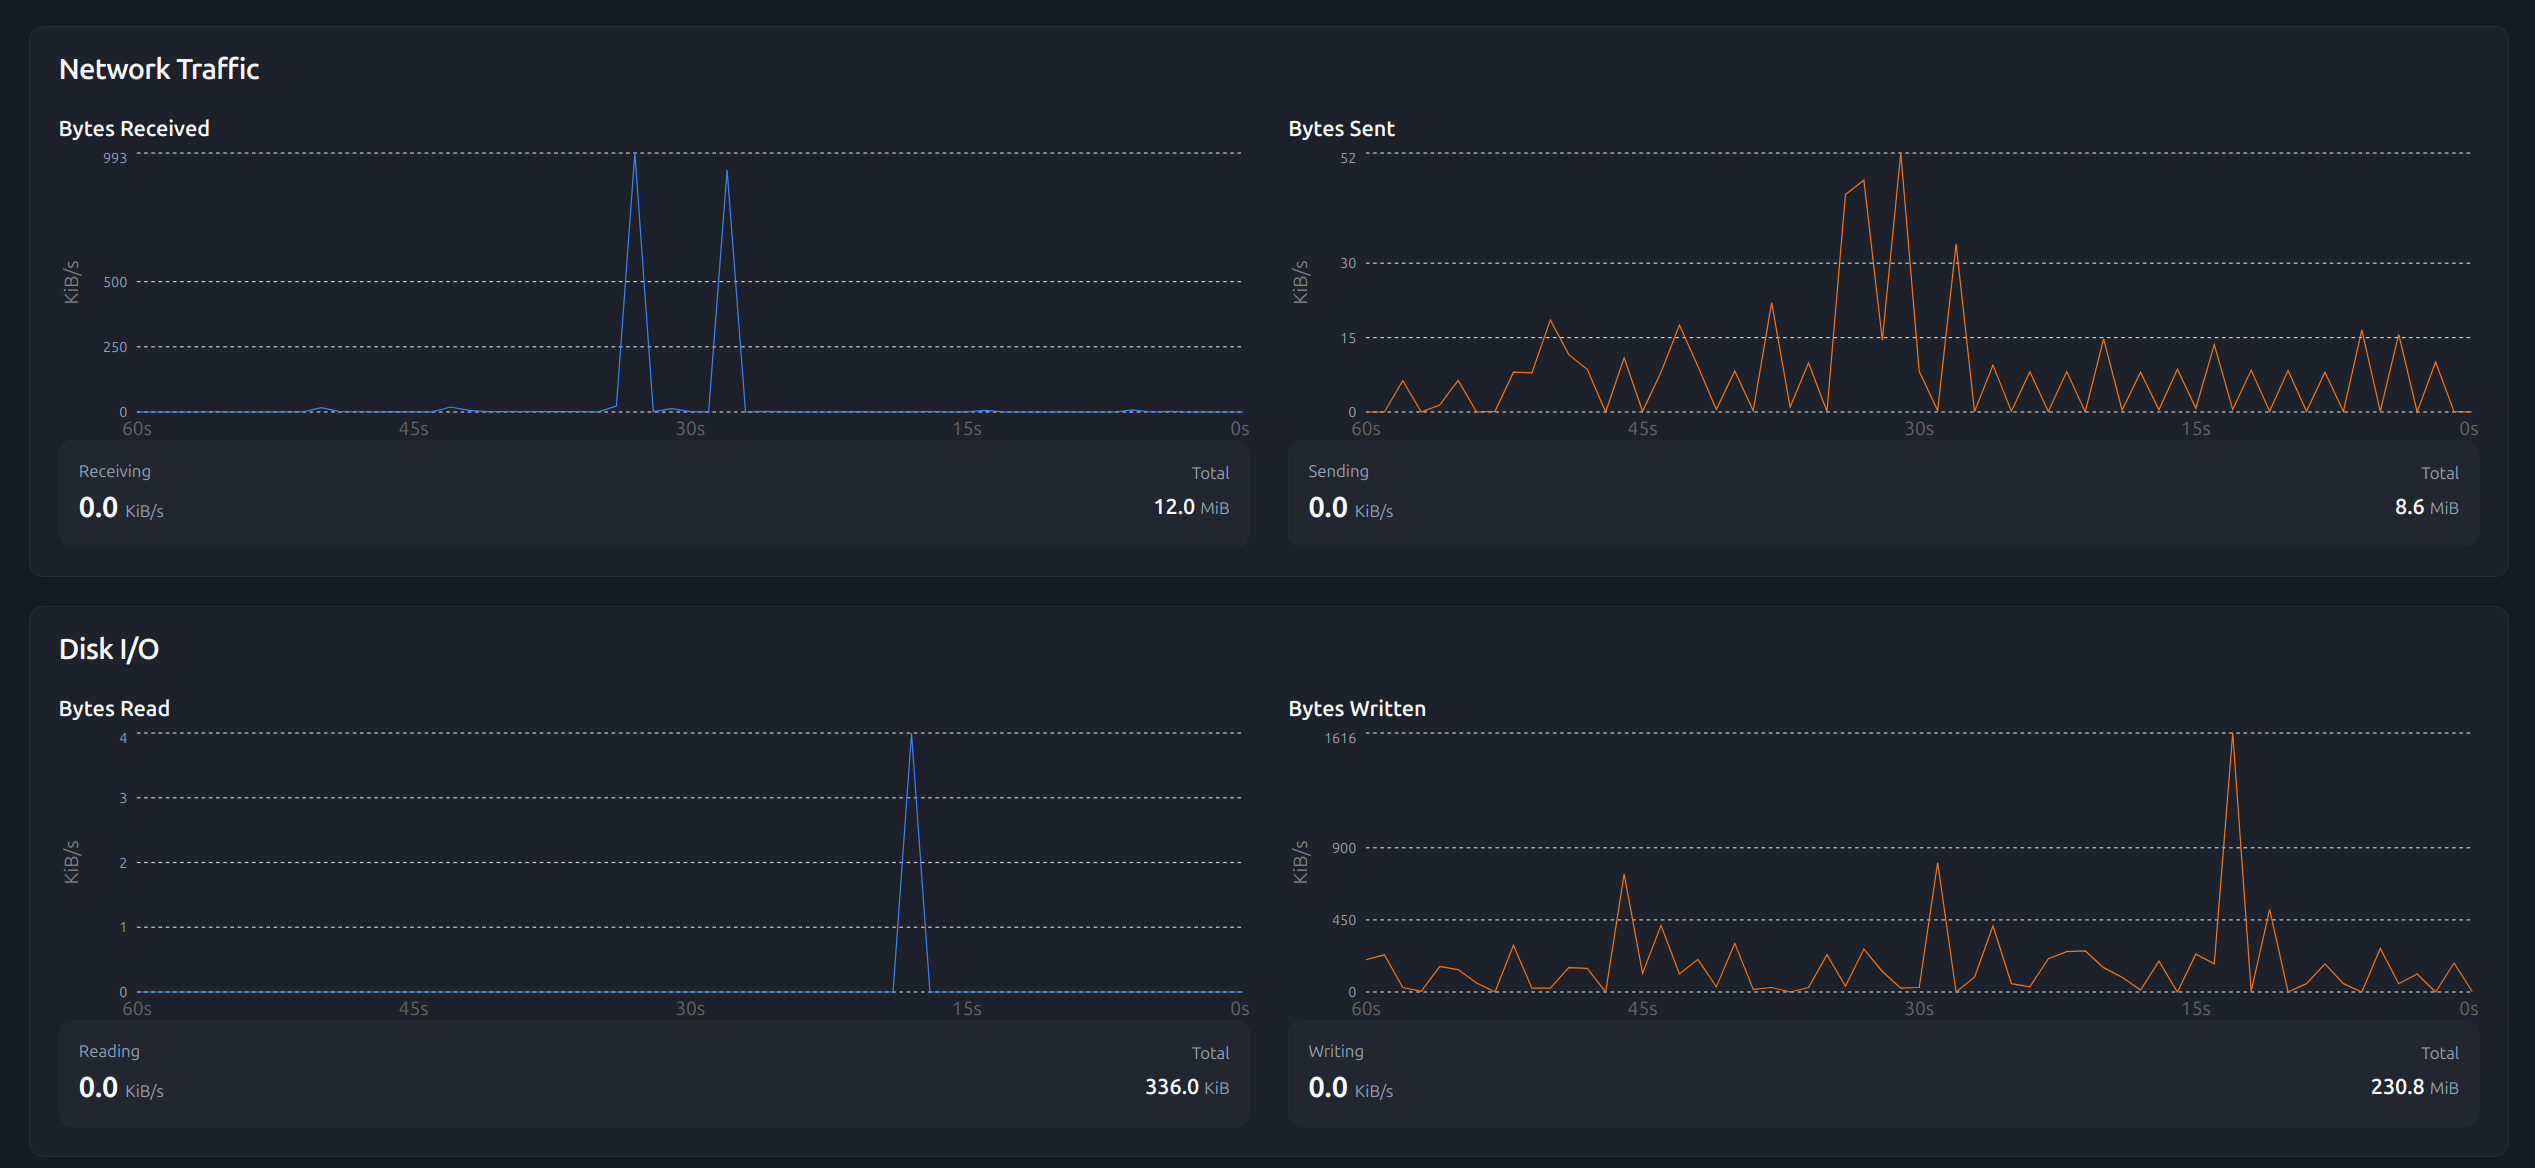 Network Traffic
Bytes Received
993
500
250
0
KiB/s
60s 45s 30s 15s 0s
Receiving Total
0.0 KiB/s 12.0 MiB
Bytes Sent
52
30
15
0
KiB/s
60s 45s 30s 15s 0s
Sending Total
0.0 KiB/s 8.6 MiB
Disk I/O
Bytes Read
4
3
2
1
0
KiB/s
60s 45s 30s 15s 0s
Reading Total
0.0 KiB/s 336.0 KiB
Bytes Written
1616
900
450
0
KiB/s
60s 45s 30s 15s 0s
Writing Total
0.0 KiB/s 230.8 MiB